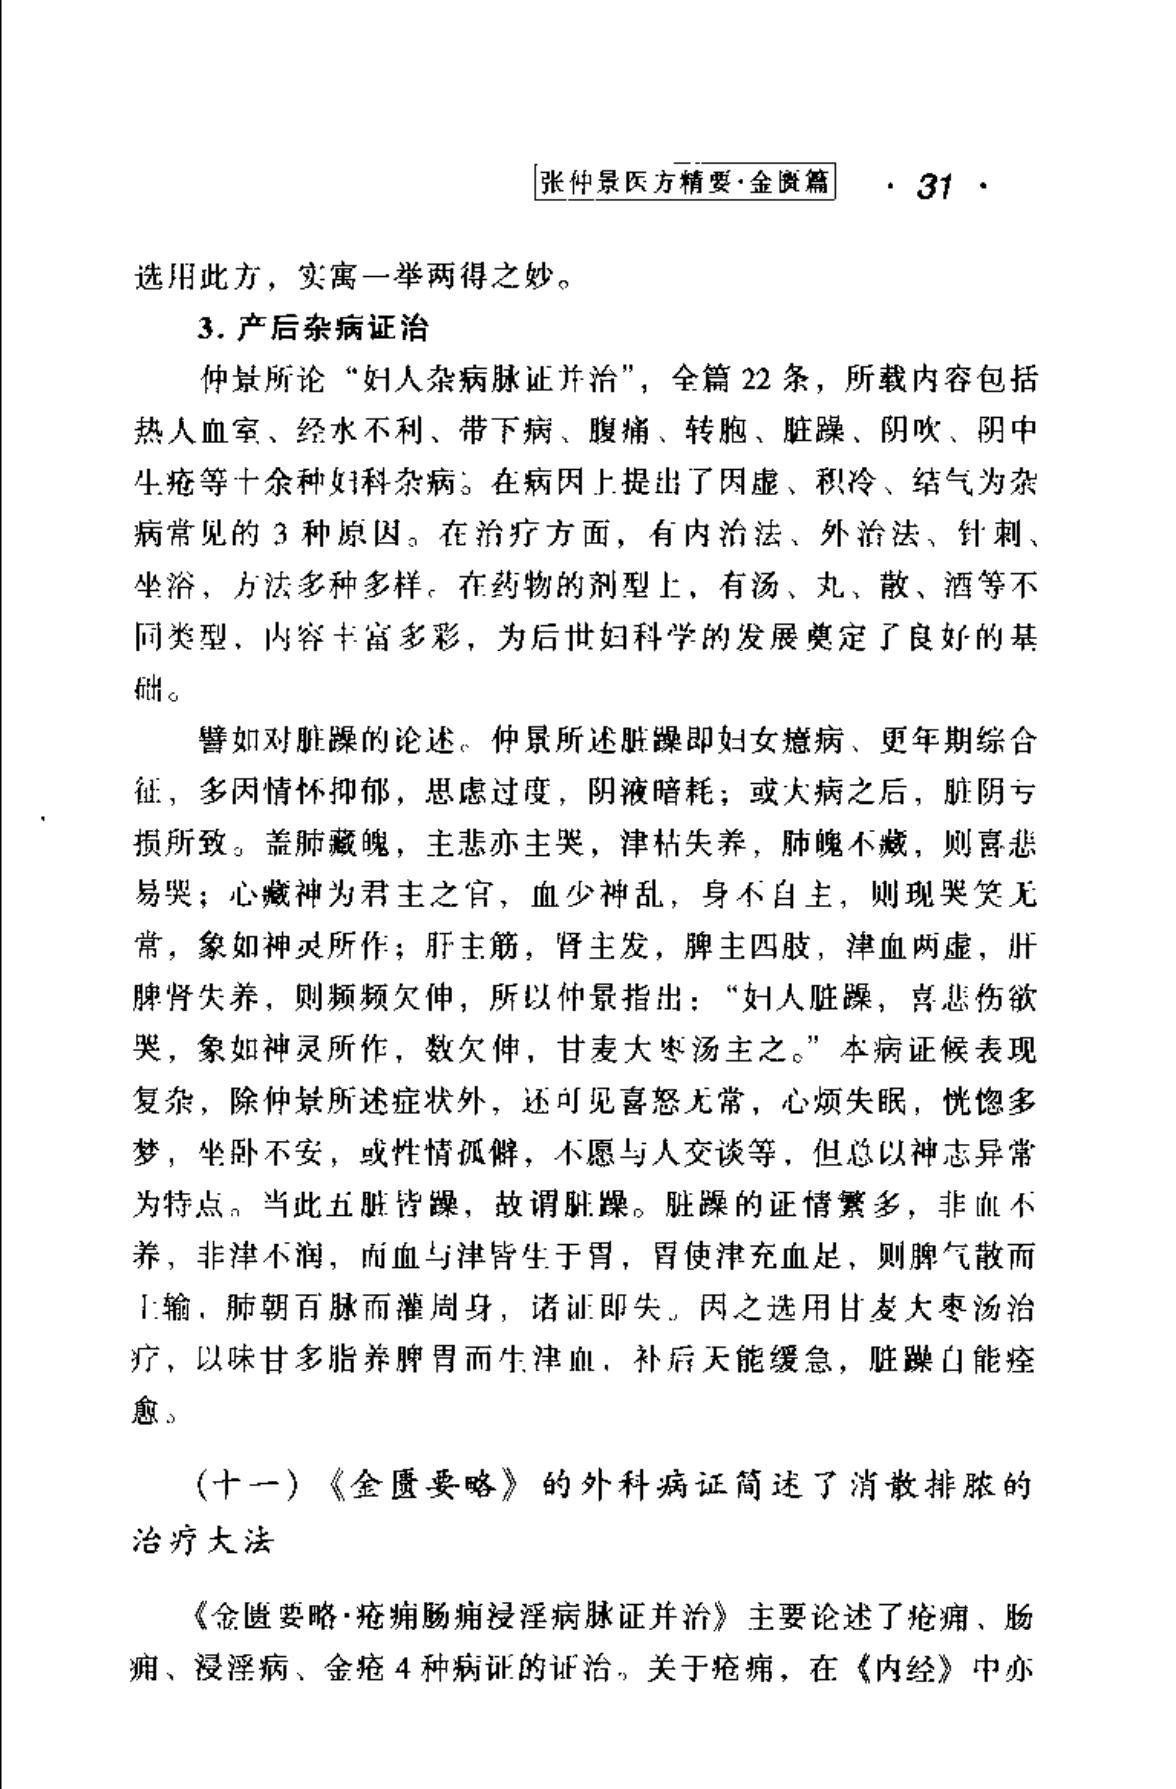 张仲景医方精要·金匮篇 · 31 ·
选用此方，实寓一举两得之妙。
3. 产后杂病证治
仲景所论“妇人杂病脉证并治”，全篇 22 条，所载内容包括
热人血室、经水不利、带下病、腹痛、转胞、脏躁、阴吹、阴中
生疮等十余种妇科杂病。在病因上提出了因虚、积冷、结气为杂
病常见的 3 种原因。在治疗方面，有内治法、外治法、针刺、
坐浴，方法多种多样。在药物的剂型上，有汤、丸、散、酒等不
同类型，内容丰富多彩，为后世妇科学的发展奠定了良好的基
础。
譬如对脏躁的论述。仲景所述脏躁即妇女癔病、更年期综合
征，多因情怀抑郁，思虑过度，阴液暗耗；或大病之后，脏阴亏
损所致。盖肺藏魄，主悲亦主哭，津枯失养，肺魄不藏，则喜悲
易哭；心藏神为君主之官，血少神乱，身不自主，则现哭笑无
常，象如神灵所作；肝主筋，肾主发，脾主四肢，津血两虚，肝
脾肾失养，则频频欠伸，所以仲景指出：“妇人脏躁，喜悲伤欲
哭，象如神灵所作，数欠伸，甘麦大枣汤主之。”本病证候表现
复杂，除仲景所述症状外，还可见喜怒无常，心烦失眠，恍惚多
梦，坐卧不安，或性情孤僻，不愿与人交谈等，但总以神志异常
为特点。当此五脏皆躁，故谓脏躁。脏躁的证情繁多，非血不
养，非津不润，而血与津皆生于胃，胃使津充血足，则脾气散而
上输，肺朝百脉而灌周身，诸证即失。因之选用甘麦大枣汤治
疗，以味甘多脂养脾胃而生津血，补后天能缓急，脏躁自能痊
愈。
(十一) 《金匮要略》的外科病证简述了消散排脓的
治疗大法
《金匮要略·疮痈肠痈浸淫病脉证并治》主要论述了疮痈、肠
痈、浸淫病、金疮 4 种病证的证治。关于疮痈，在《内经》中亦